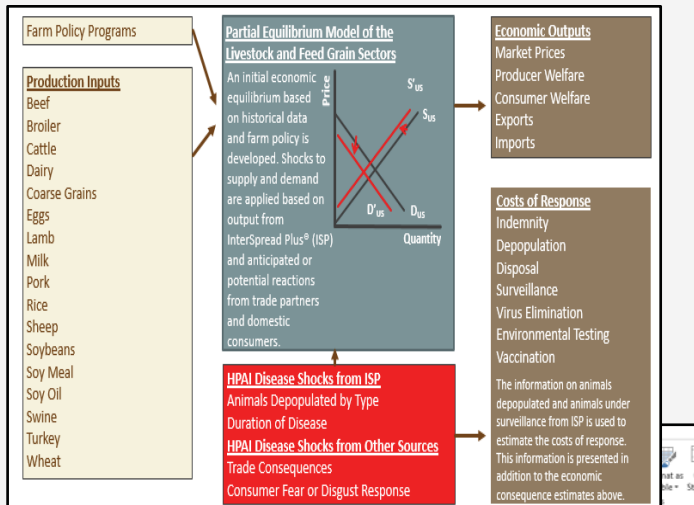 Farm Policy Programs
Production Inputs
Beef
Broiler
Cattle
Dairy
Coarse Grains
Eggs
Lamb
Milk
Pork
Rice
Sheep
Soybeans
Soy Meal
Soy Oil
Swine
Turkey
Wheat
Partial Equilibrium Model of the
Livestock and Feed Grain Sectors
An initial economic
equilibrium based
on historical data
and farm policy is
developed. Shocks to
supply and demand
are applied based on
output from
InterSpread Plus® (ISP)
and anticipated or
potential reactions
from trade partners
and domestic
consumers.
Price
S'US
SUS
D'US
DUS
Quantity
HPAI Disease Shocks from ISP
Animals Depopulated by Type
Duration of Disease
HPAI Disease Shocks from Other Sources
Trade Consequences
Consumer Fear or Disgust Response
Economic Outputs
Market Prices
Producer Welfare
Consumer Welfare
Exports
Imports
Costs of Response
Indemnity
Depopulation
Disposal
Surveillance
Virus Elimination
Environmental Testing
Vaccination
The information on animals
depopulated and animals under
surveillance from ISP is used to
estimate the costs of response.
This information is presented in
addition to the economic
consequence estimates above.